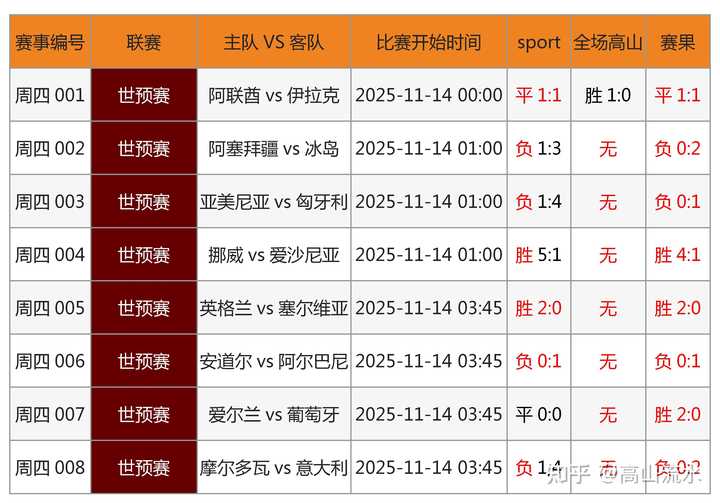 赛事编号 联赛 主队 VS 客队 比赛开始时间 sport 全场高山 赛果
周四 001 世预赛 阿联酋 vs 伊拉克 2025-11-14 00:00 平 1:1 胜 1:0 平 1:1
周四 002 世预赛 阿塞拜疆 vs 冰岛 2025-11-14 01:00 负 1:3 无 负 0:2
周四 003 世预赛 亚美尼亚 vs 匈牙利 2025-11-14 01:00 负 1:4 无 负 0:1
周四 004 世预赛 挪威 vs 爱沙尼亚 2025-11-14 01:00 胜 5:1 无 胜 4:1
周四 005 世预赛 英格兰 vs 塞尔维亚 2025-11-14 03:45 胜 2:0 无 胜 2:0
周四 006 世预赛 安道尔 vs 阿尔巴尼 2025-11-14 03:45 负 0:1 无 负 0:1
周四 007 世预赛 爱尔兰 vs 葡萄牙 2025-11-14 03:45 平 0:0 无 胜 2:0
周四 008 世预赛 摩尔多瓦 vs 意大利 2025-11-14 03:45 负 1:4 无 负 0:2
知乎 @高山流水